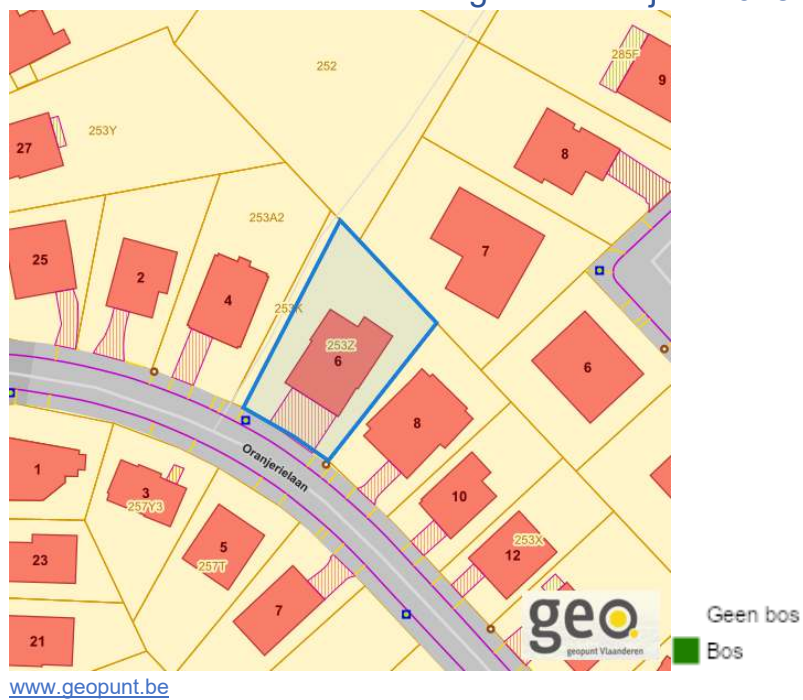 252
285F
9
253Y
27
8
253A2
25
2
4
7
253K
253Z
6
6
8
Oranjerielaan
1
3
257Y3
10
5
257T
12
253X
23
7
21
geo
geopunt Vlaanderen
Geen bos
Bos
www.geopunt.be